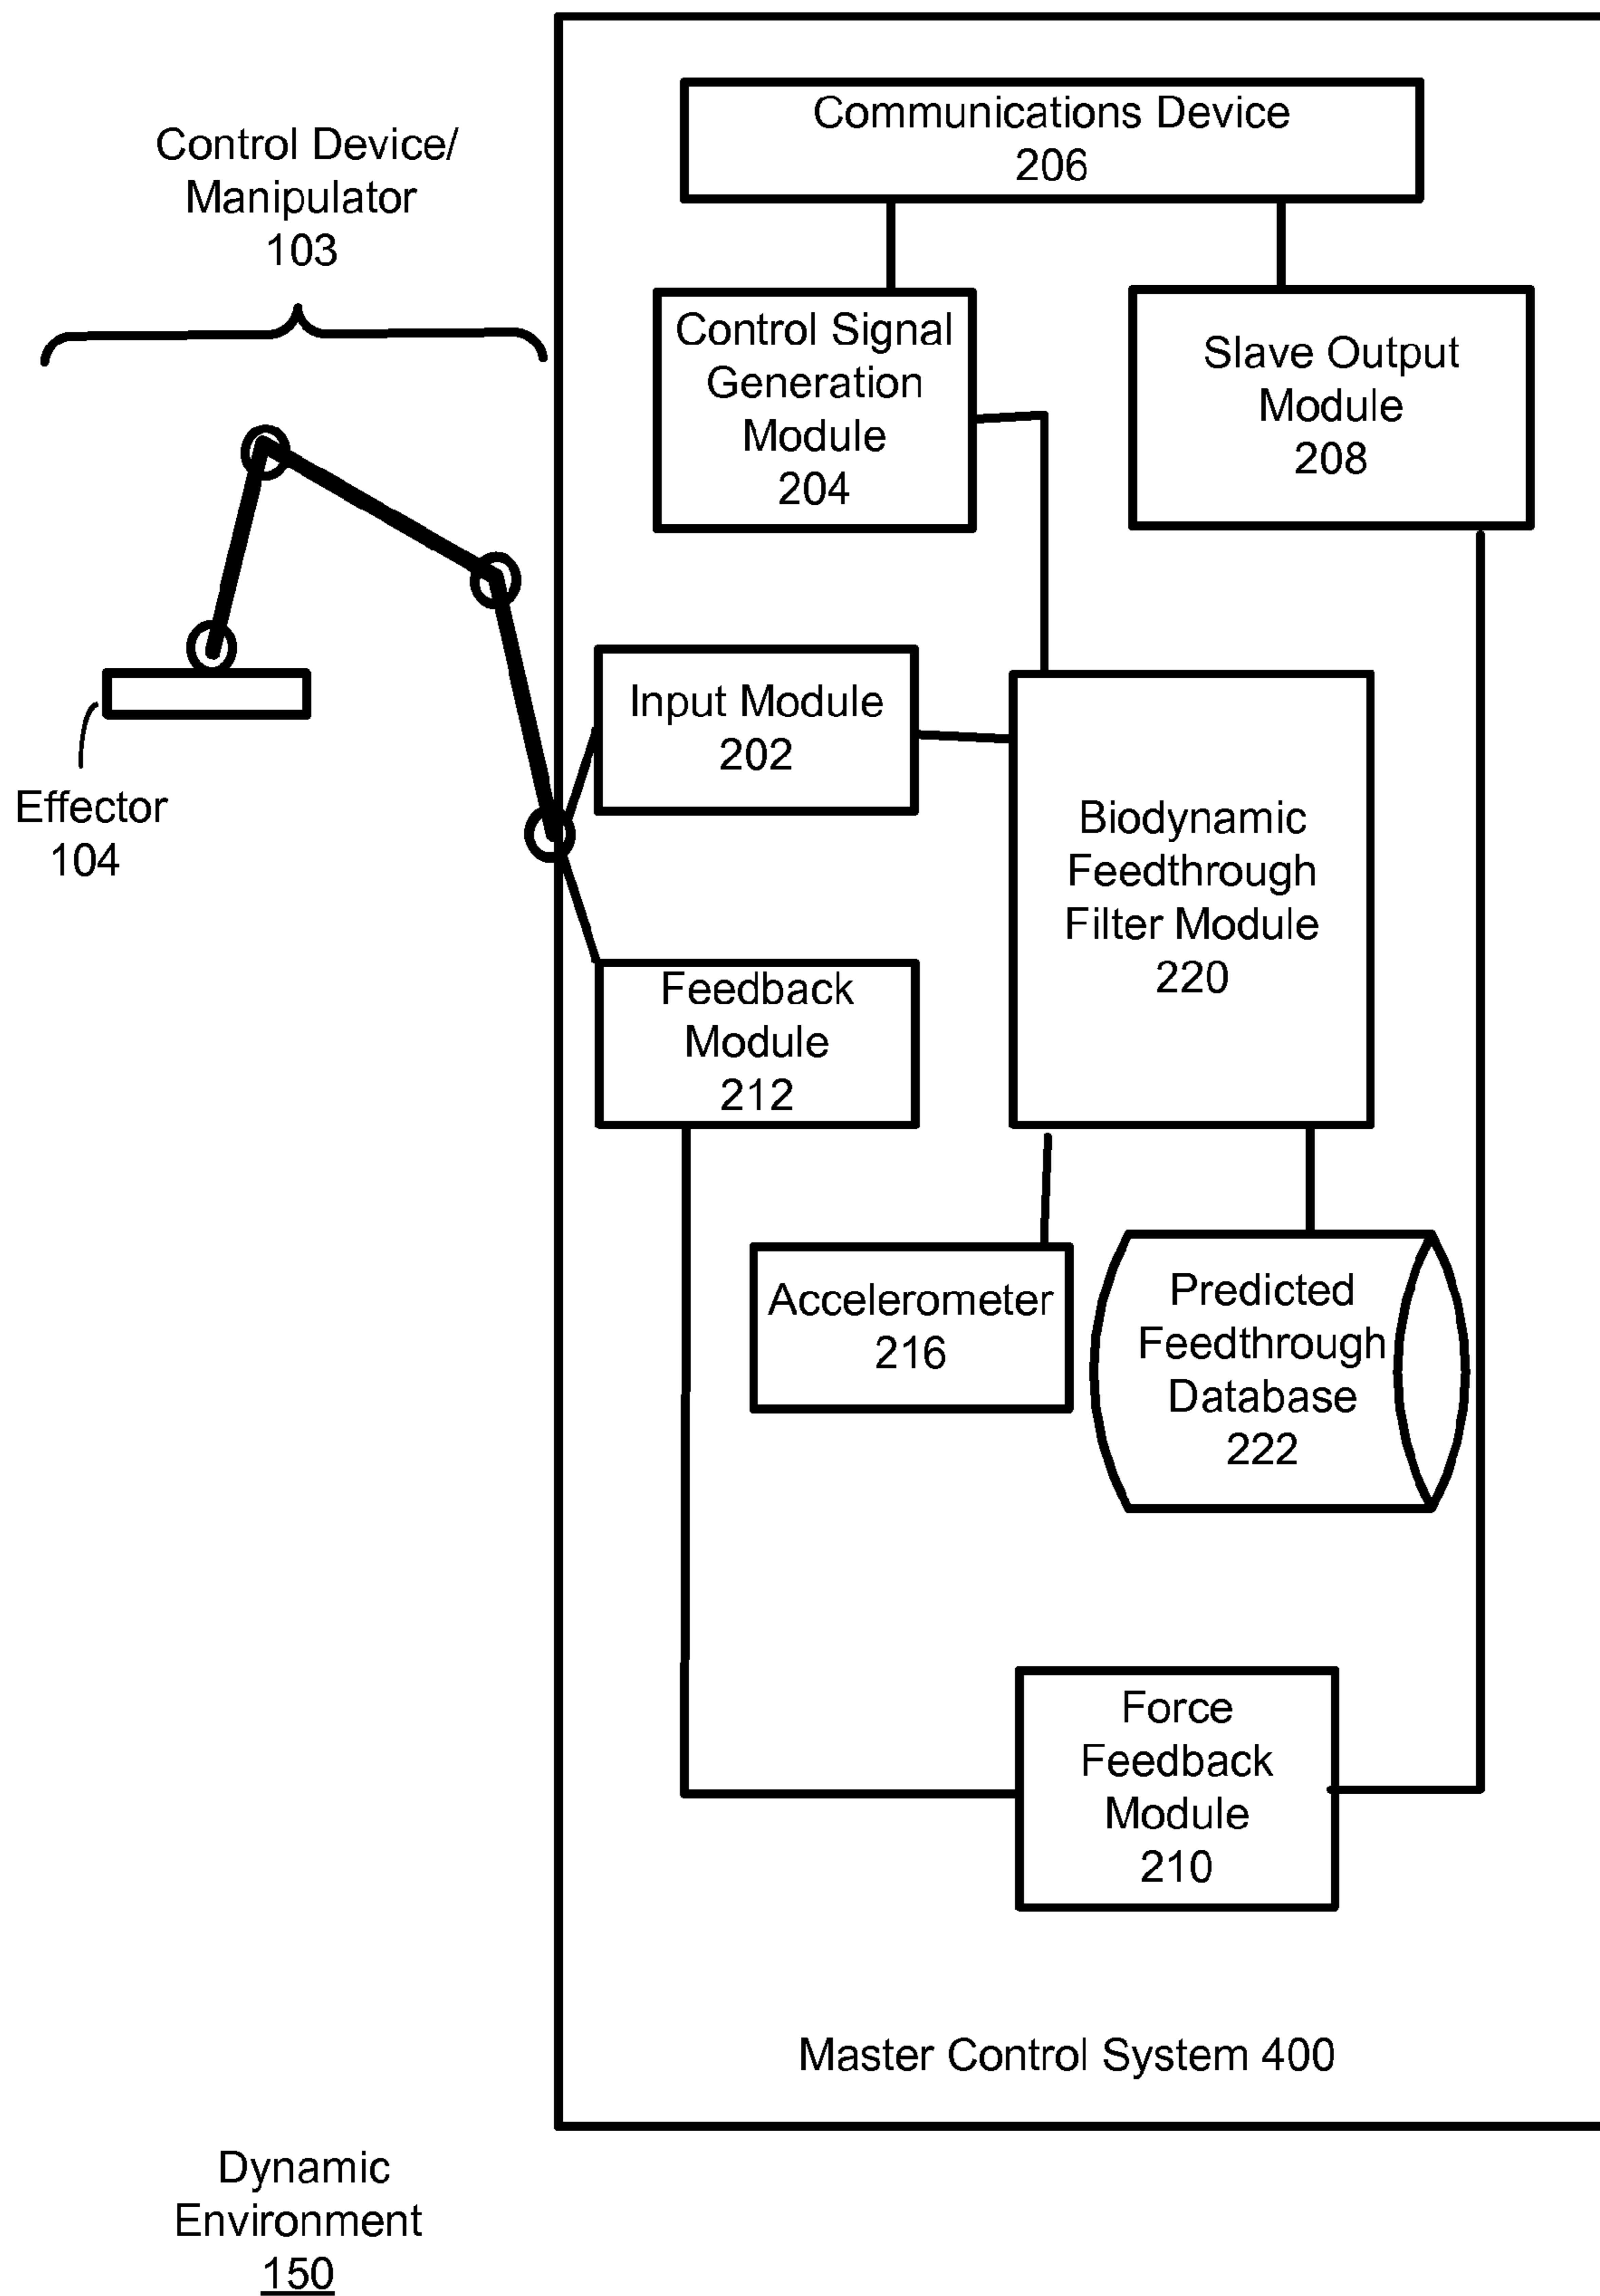 Communications Device
206
Control Device/
Manipulator
103
Control Signal
Generation
Module
204
Slave Output
Module
208
Input Module
202
Effector
104
Biodynamic
Feedthrough
Filter Module
220
Feedback
Module
212
Accelerometer
216
Predicted
Feedthrough
Database
222
Force
Feedback
Module
210
Master Control System 400
Dynamic
Environment
150